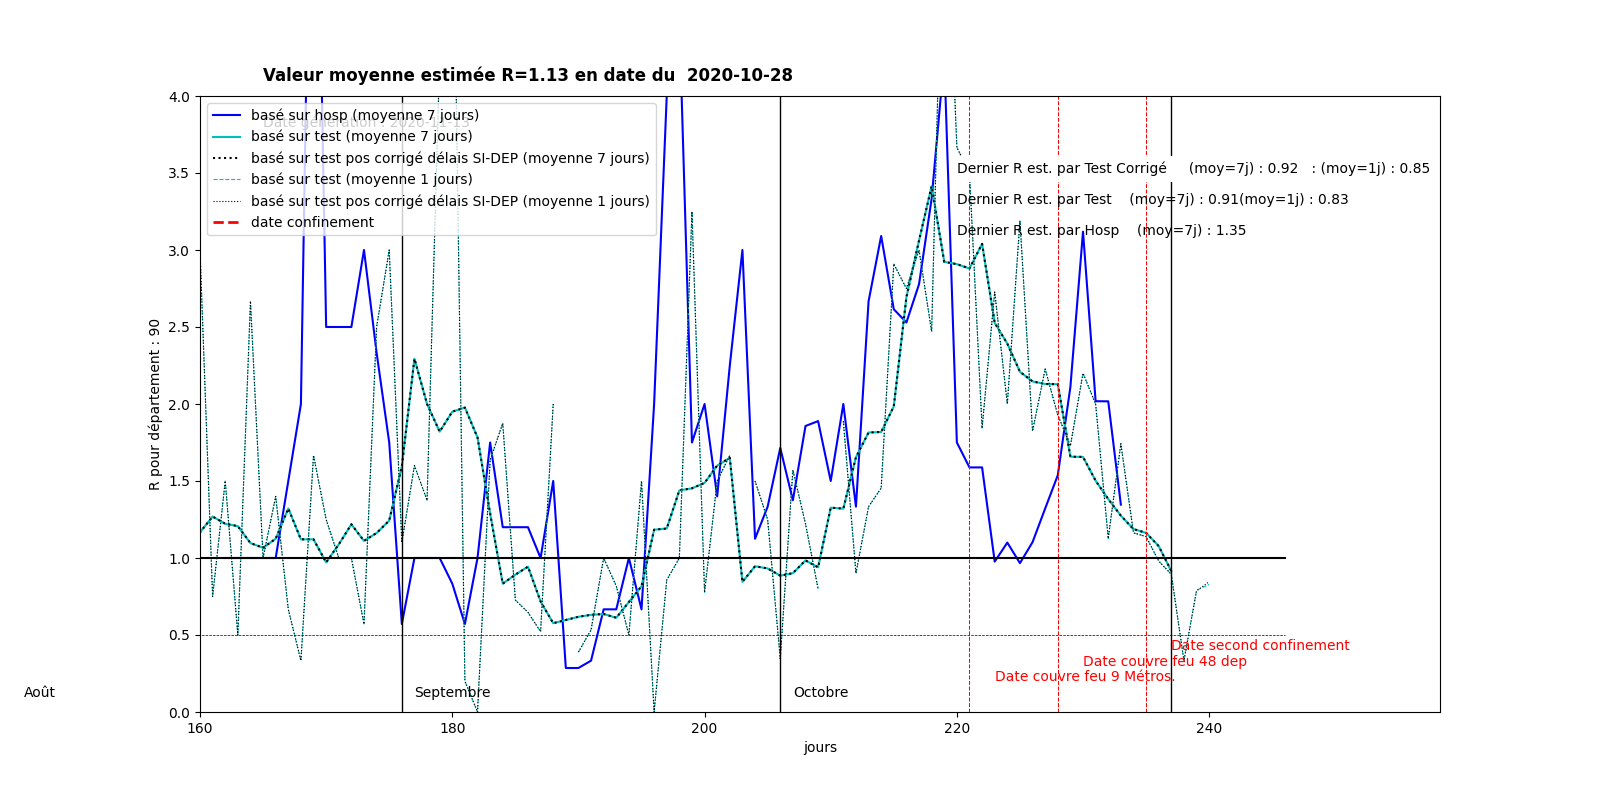 Valeur moyenne estimée R=1.13 en date du  2020-10-28
Date génération : 2020-11-13
basé sur hosp (moyenne 7 jours)
basé sur test (moyenne 7 jours)
basé sur test pos corrigé délais SI-DEP (moyenne 7 jours)
basé sur test (moyenne 1 jours)
basé sur test pos corrigé délais SI-DEP (moyenne 1 jours)
date confinement
Dernier R est. par Test Corrigé     (moy=7j) : 0.92   : (moy=1j) : 0.85
Dernier R est. par Test    (moy=7j) : 0.91(moy=1j) : 0.83
Dernier R est. par Hosp    (moy=7j) : 1.35
R pour département : 90
4.0
3.5
3.0
2.5
2.0
1.5
1.0
0.5
0.0
Date second confinement
Date couvre feu 48 dep
Date couvre feu 9 Métros.
Août
Septembre
Octobre
160
180
200
220
240
jours